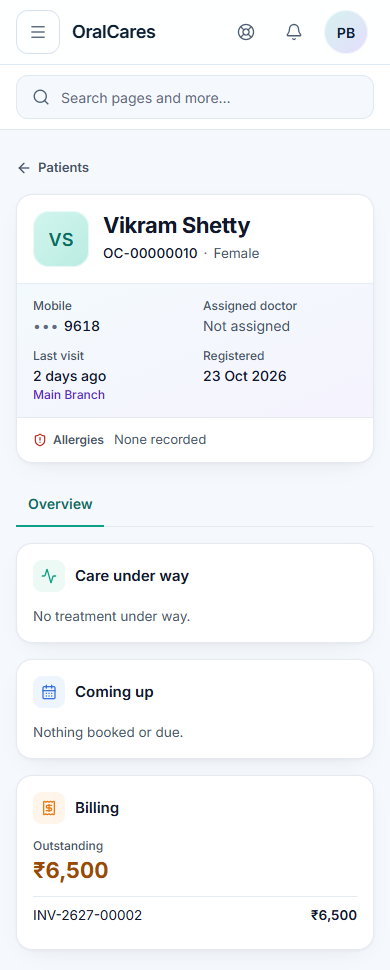 OralCares
PB
Search pages and more...
Patients
VS
Vikram Shetty
OC-00000010 · Female
Mobile
••• 9618
Assigned doctor
Not assigned
Last visit
2 days ago
Main Branch
Registered
23 Oct 2026
Allergies None recorded
Overview
Care under way
No treatment under way.
Coming up
Nothing booked or due.
Billing
Outstanding
₹6,500
INV-2627-00002 ₹6,500